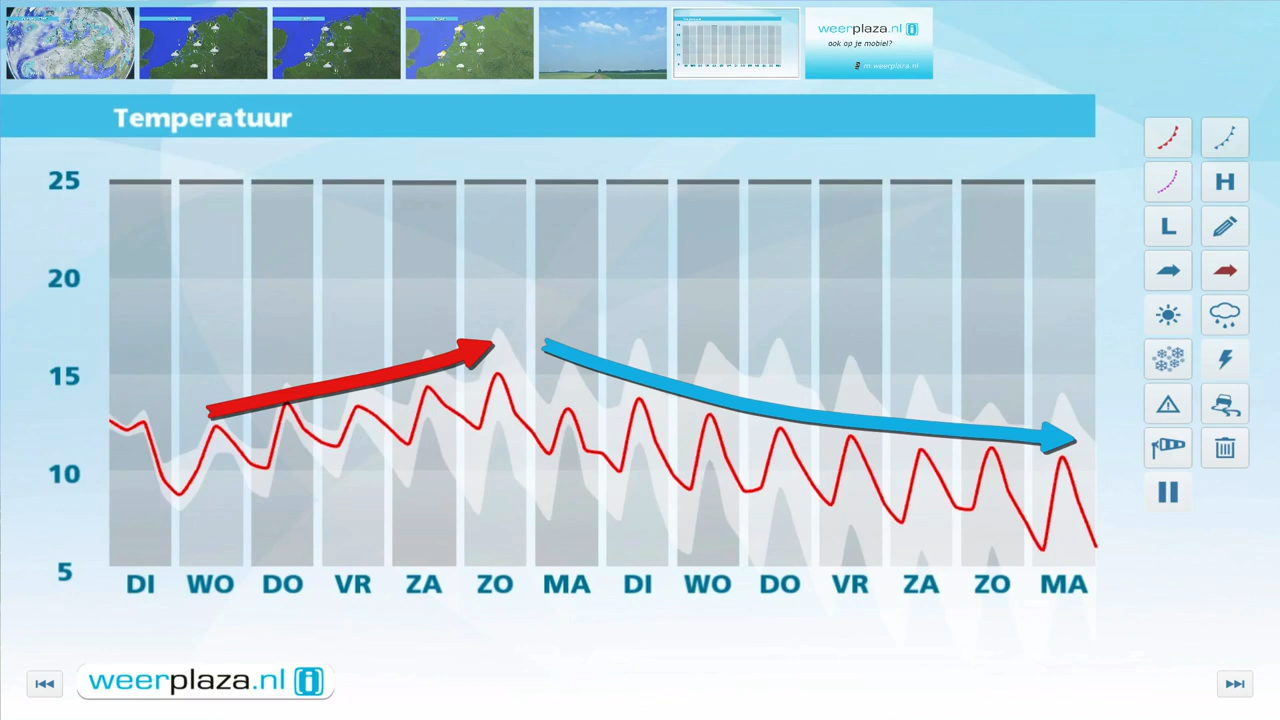 weerplaza.nl i
ook op je mobiel?
m.weerplaza.nl
Temperatuur
25
20
15
10
5
DI WO DO VR ZA ZO MA DI WO DO VR ZA ZO MA
H
L
weerplaza.nl i